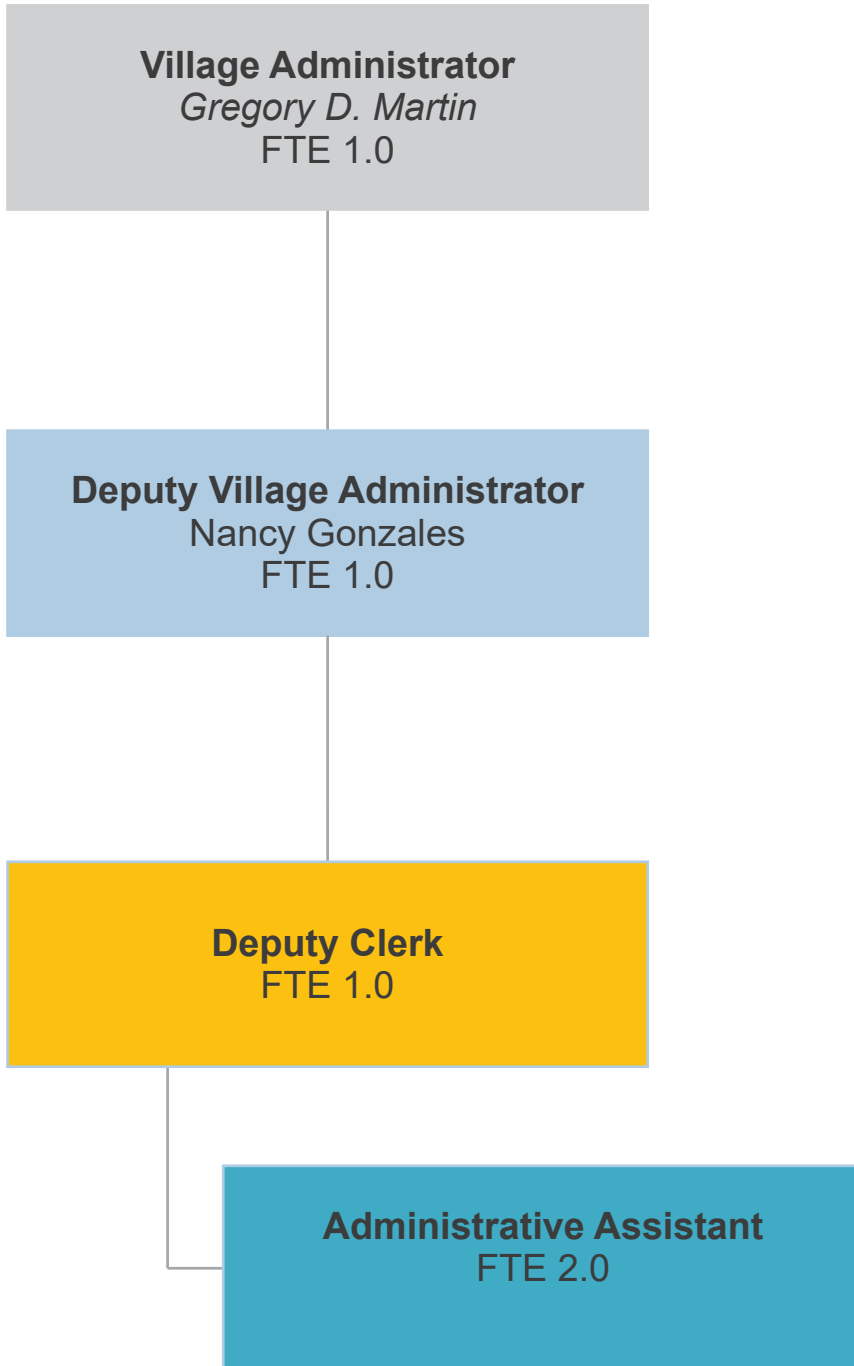 Village Administrator
Gregory D. Martin
FTE 1.0
Deputy Village Administrator
Nancy Gonzales
FTE 1.0
Deputy Clerk
FTE 1.0
Administrative Assistant
FTE 2.0